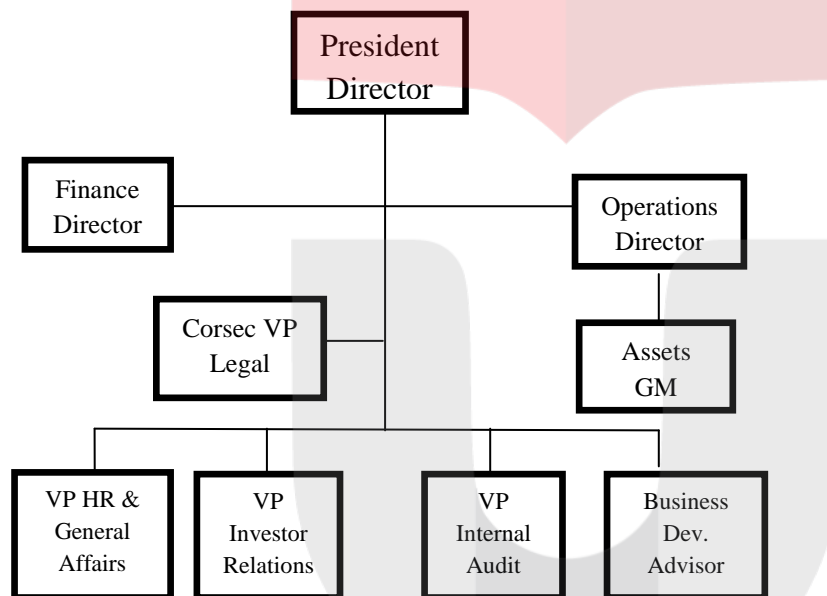 President
Director
Finance
Director
Operations
Director
Corsec VP
Legal
Assets
GM
VP HR &
General
Affairs
VP
Investor
Relations
VP
Internal
Audit
Business
Dev.
Advisor